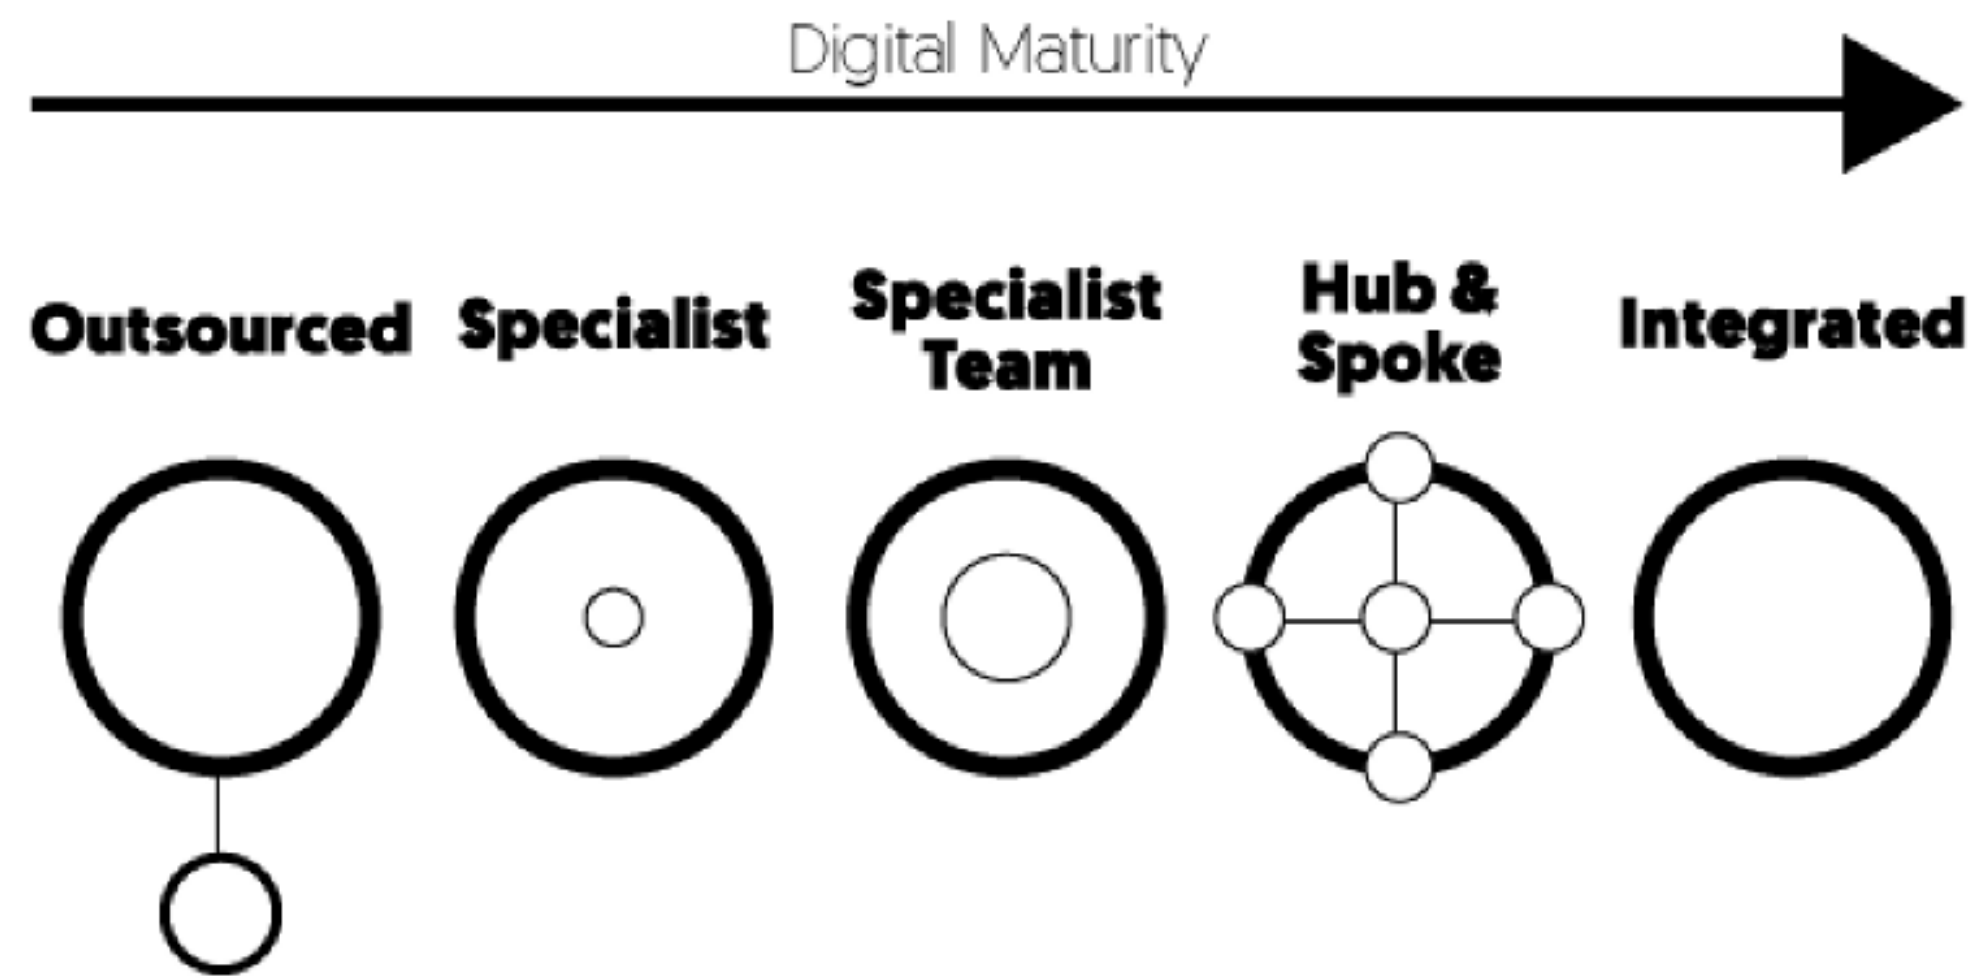 Digital Maturity
Outsourced
Specialist
Specialist
Team
Hub &
Spoke
Integrated